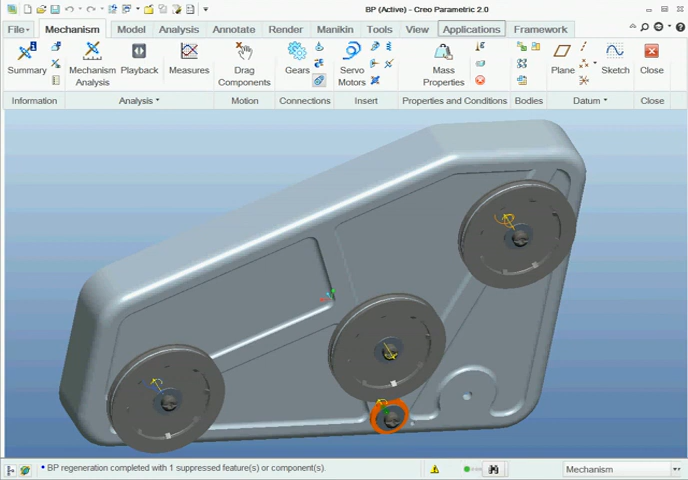 BP (Active) - Creo Parametric 2.0
File Mechanism Model Analysis Annotate Render Manikin Tools View Applications Framework
Summary Mechanism Analysis Playback Measures Drag Components Gears Servo Motors Mass Properties Plane Sketch Close
Information Analysis Motion Connections Insert Properties and Conditions Bodies Datum Close
BP regeneration completed with 1 suppressed feature(s) or component(s).
Mechanism